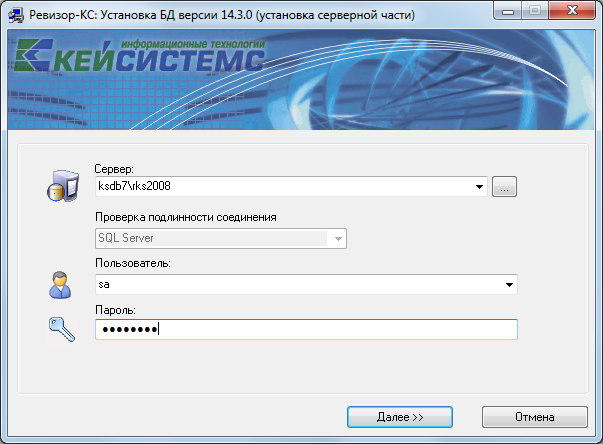 Ревизор-КС: Установка БД версии 14.3.0 (установка серверной части)
информационные технологии
КЕЙСИСТЕМС
Сервер:
ksdb7\rks2008
...
Проверка подлинности соединения
SQL Server
Пользователь:
sa
Пароль:
●●●●●●●●
Далее >>
Отмена